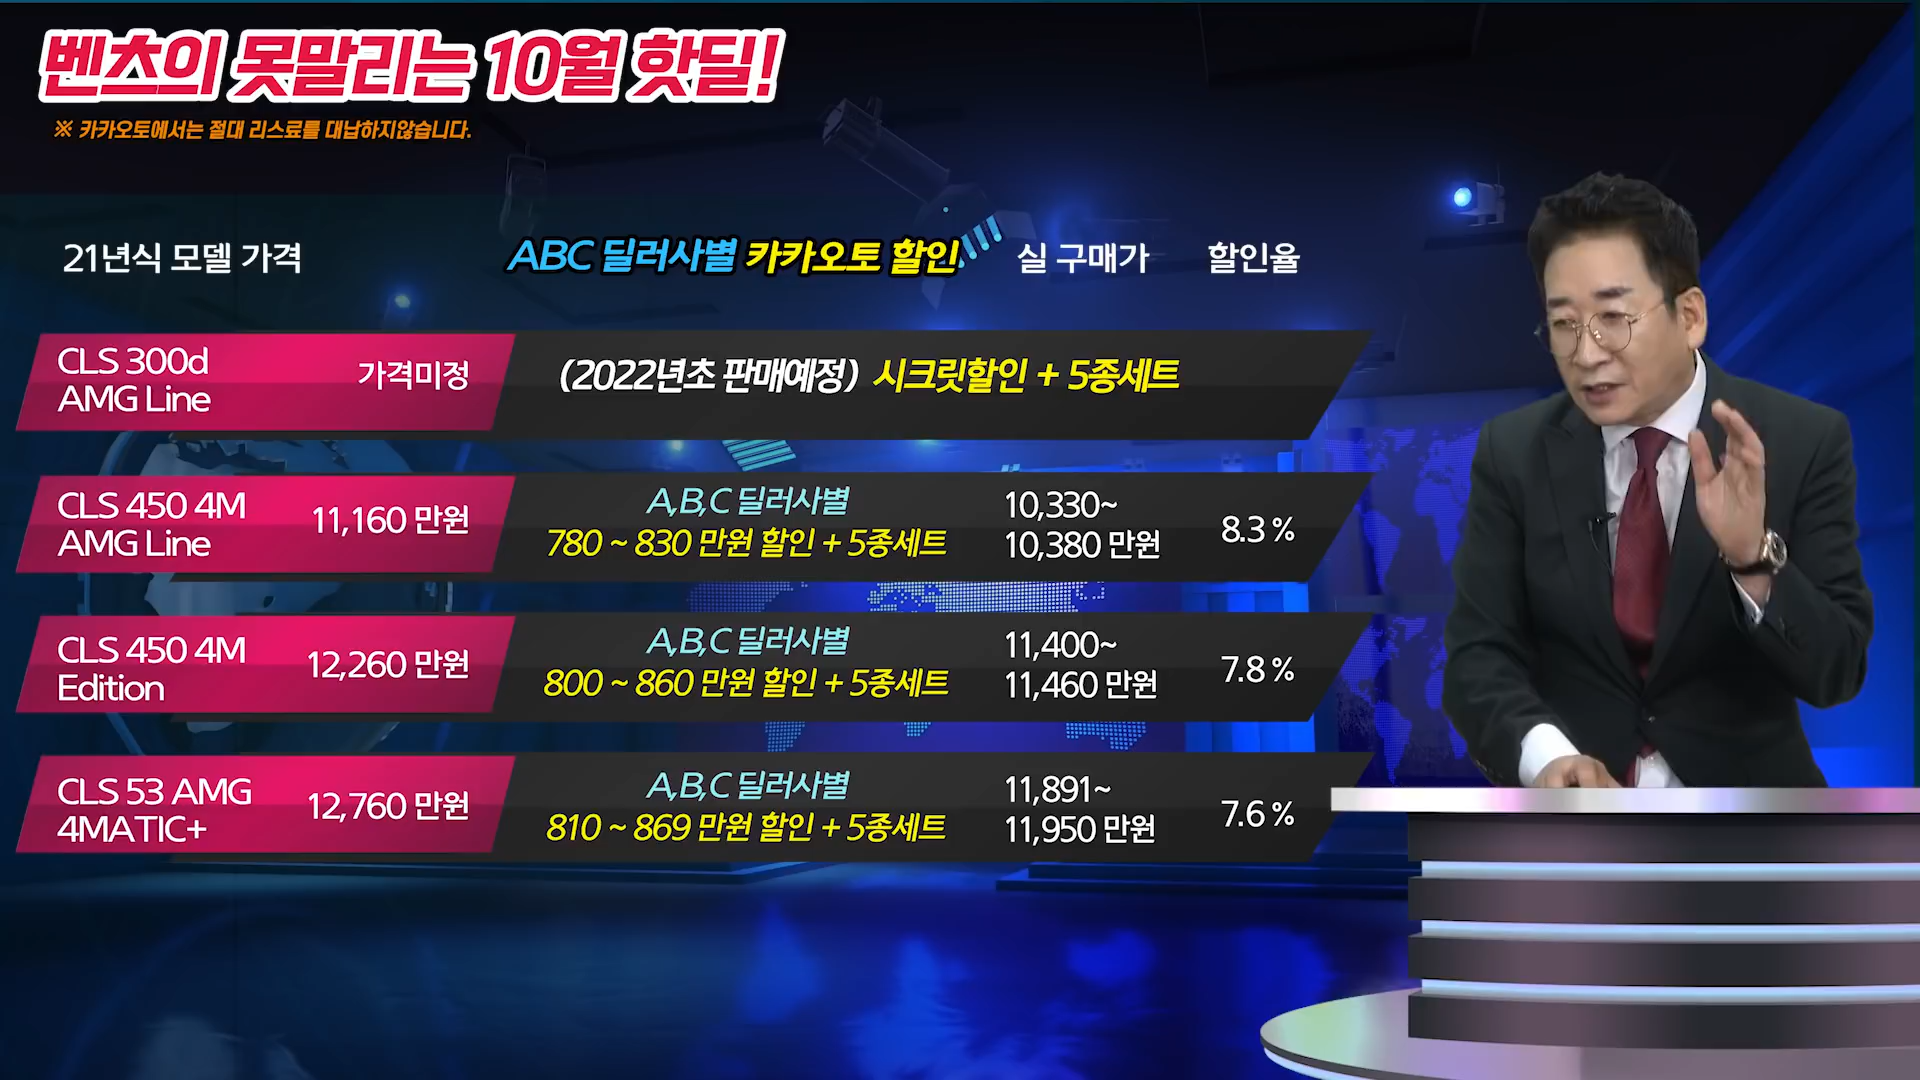 벤츠의 못말리는 10월 핫딜!
※ 카카오토에서는 절대 리스료를 대납하지않습니다.
21년식 모델 가격
ABC 딜러사별 카카오토 할인
실 구매가
할인율
CLS 300d
AMG Line
가격미정
(2022년초 판매예정) 시크릿할인 + 5종세트
CLS 450 4M
AMG Line
11,160 만원
A,B,C 딜러사별
780 ~ 830 만원 할인 + 5종세트
10,330~
10,380 만원
8.3 %
CLS 450 4M
Edition
12,260 만원
A,B,C 딜러사별
800 ~ 860 만원 할인 + 5종세트
11,400~
11,460 만원
7.8 %
CLS 53 AMG
4MATIC+
12,760 만원
A,B,C 딜러사별
810 ~ 869 만원 할인 + 5종세트
11,891~
11,950 만원
7.6 %